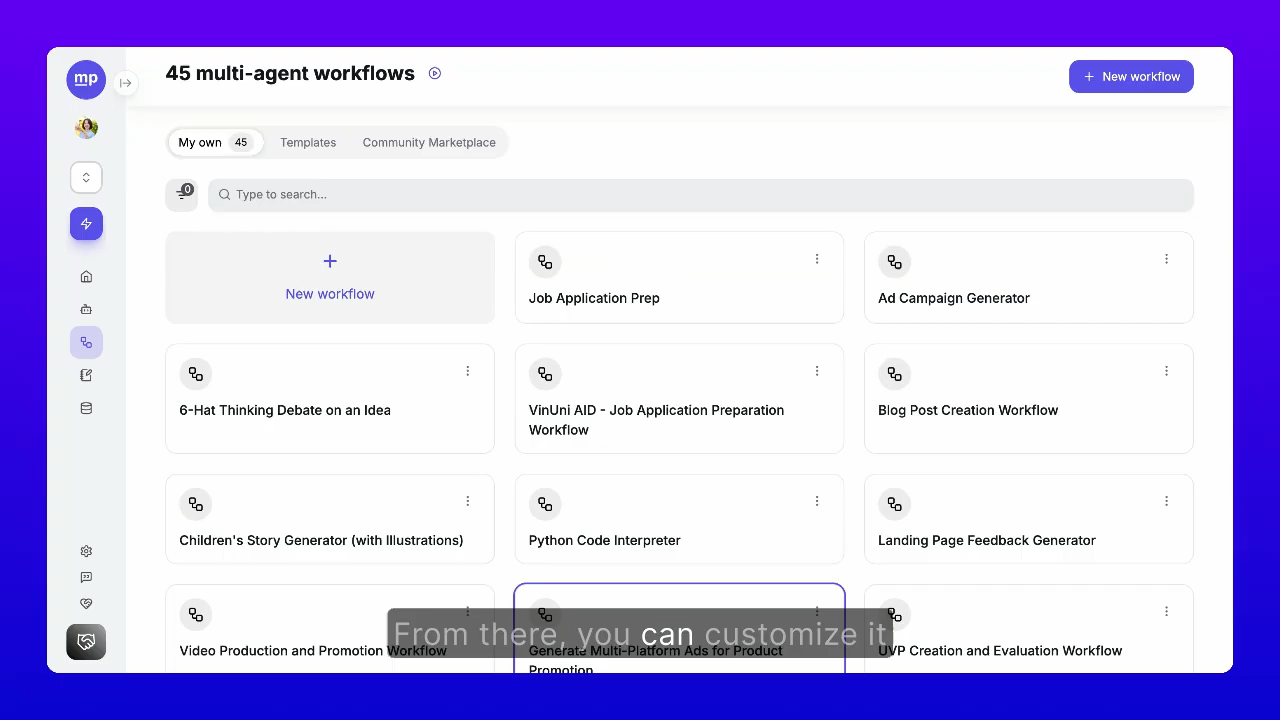 mp
45 multi-agent workflows
+ New workflow
My own 45
Templates
Community Marketplace
0
Type to search...
+
New workflow
Job Application Prep
Ad Campaign Generator
6-Hat Thinking Debate on an Idea
VinUni AID - Job Application Preparation
Workflow
Blog Post Creation Workflow
Children's Story Generator (with Illustrations)
Python Code Interpreter
Landing Page Feedback Generator
Video Production and Promotion Workflow
Generate Multi-Platform Ads for Product
Promotion
UVP Creation and Evaluation Workflow
From there, you can customize it